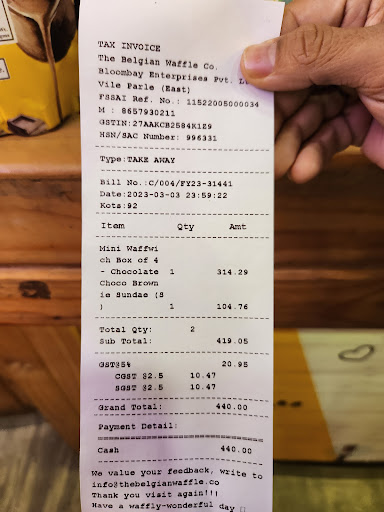 TAX INVOICE
The Belgian Waffle Co.
Bloombay Enterprises Pvt.
Vile Parle (East)
FSSAI Ref. No.: 11522005000034
M : 8657930211
GSTIN:27AAKCB2584K1Z9
HSN/SAC Number: 996331
Type:TAKE AWAY
Bill No.:C/004/FY23-31441
Date:2023-03-03 23:59:22
Kots:92
Item Qty Amt
Mini Waffwi
ch Box of 4
- Chocolate 1 314.29
Choco Brown
ie Sundae (S
) 1 104.76
Total Qty: 2
Sub Total: 419.05
GST@5% 20.95
CGST @2.5 10.47
SGST @2.5 10.47
Grand Total: 440.00
Payment Detail:
Cash 440.00
We value your feedback, write to
info@thebelgianwaffle.co
Thank you visit again!!!
Have a waffly-wonderful day